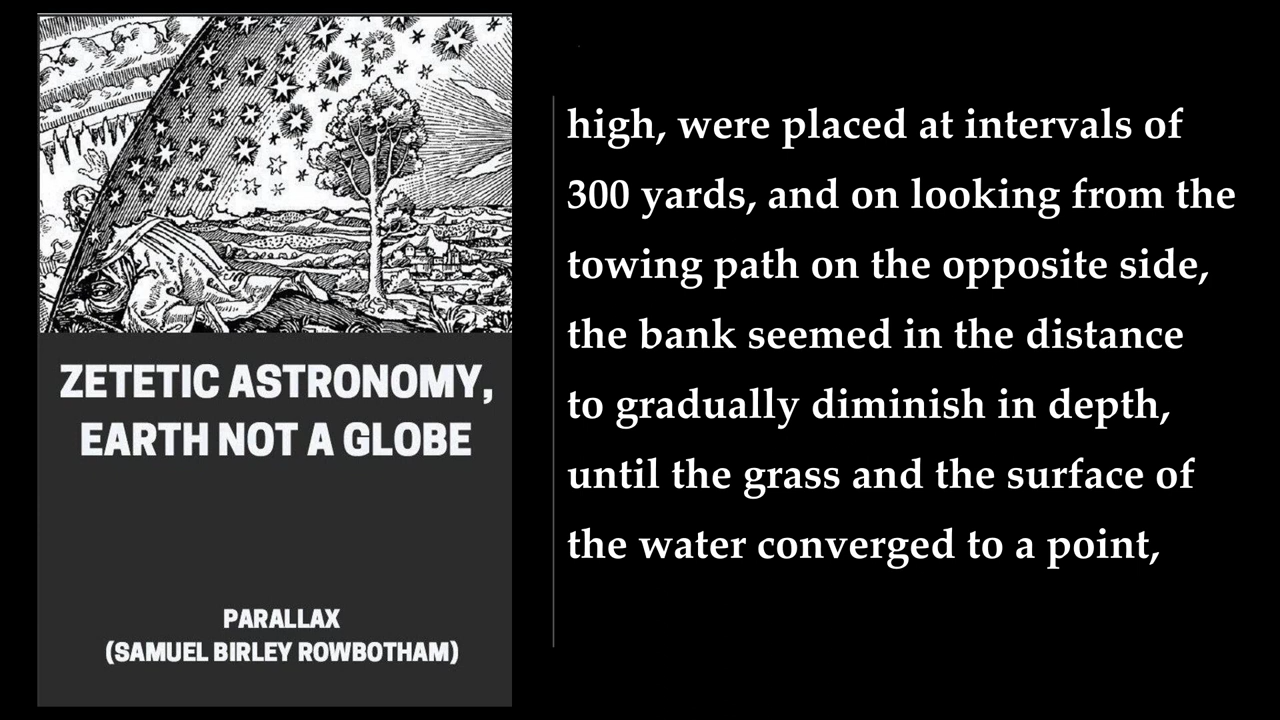 ZETETIC ASTRONOMY,
EARTH NOT A GLOBE
PARALLAX
(SAMUEL BIRLEY ROWBOTHAM)
high, were placed at intervals of
300 yards, and on looking from the
towing path on the opposite side,
the bank seemed in the distance
to gradually diminish in depth,
until the grass and the surface of
the water converged to a point,